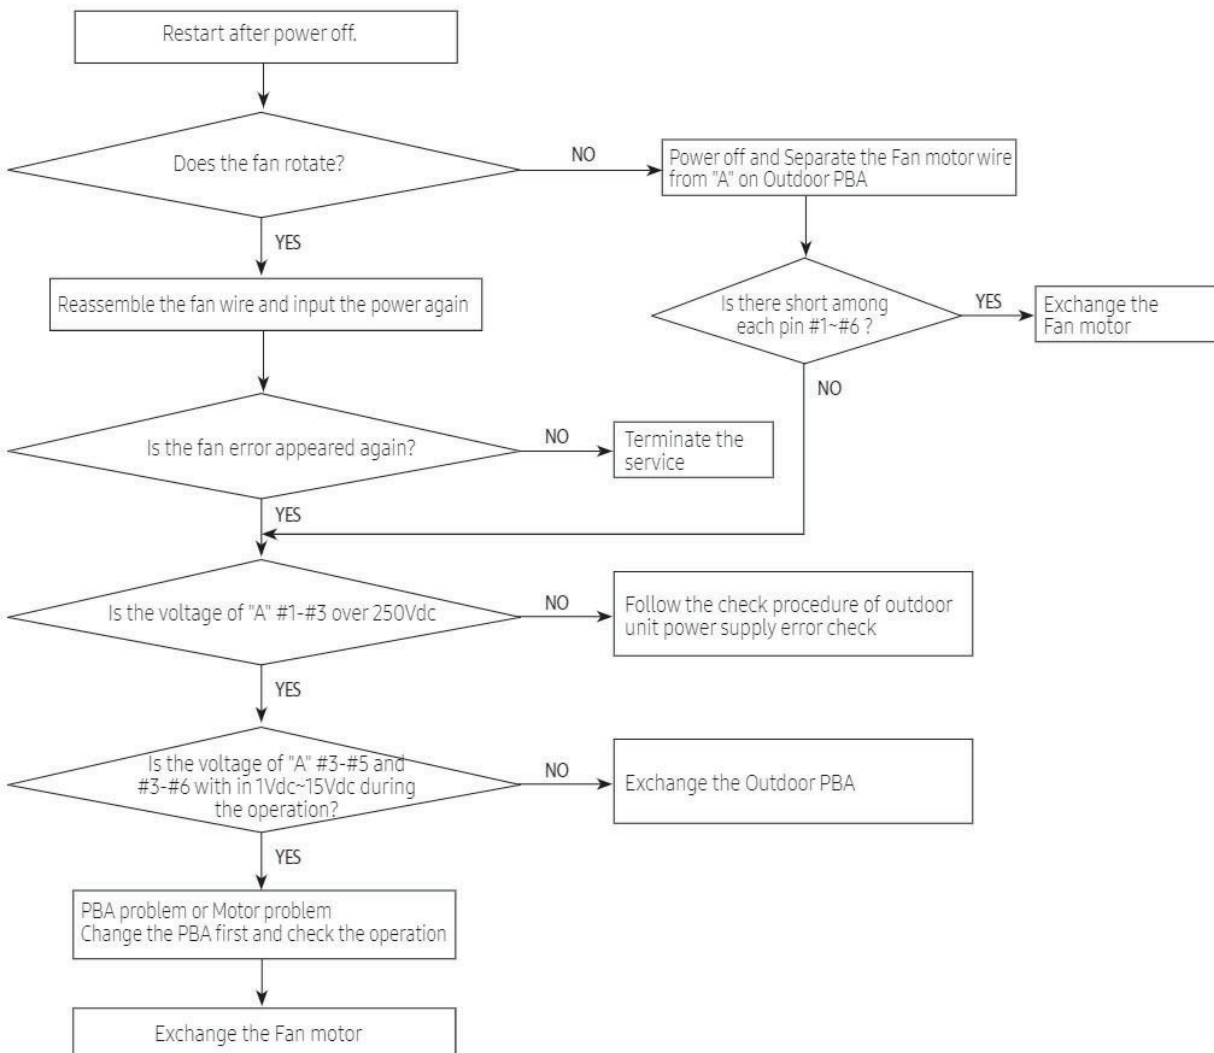 Restart after power off.
Does the fan rotate?
NO
Power off and Separate the Fan motor wire
from "A" on Outdoor PBA
YES
Reassemble the fan wire and input the power again
Is there short among
each pin #1~#6 ?
YES
Exchange the
Fan motor
NO
Is the fan error appeared again?
NO
Terminate the
service
YES
Is the voltage of "A" #1-#3 over 250Vdc
NO
Follow the check procedure of outdoor
unit power supply error check
YES
Is the voltage of "A" #3-#5 and
#3-#6 with in 1Vdc~15Vdc during
the operation?
NO
Exchange the Outdoor PBA
YES
PBA problem or Motor problem
Change the PBA first and check the operation
Exchange the Fan motor